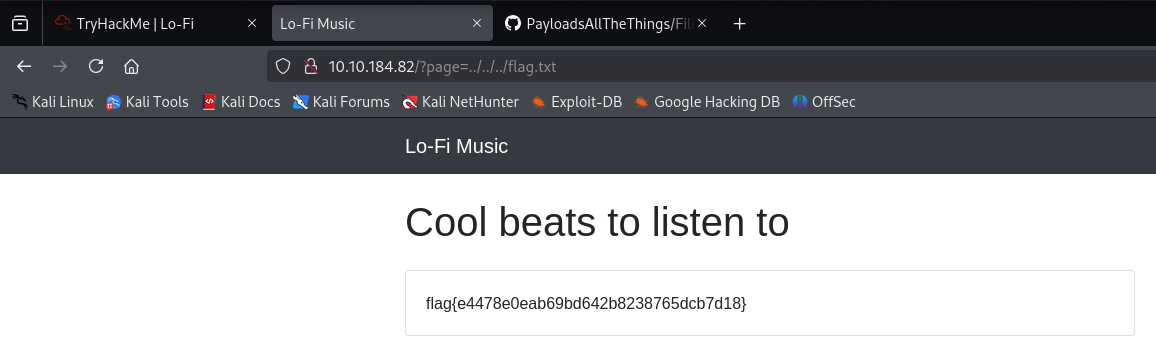 TryHackMe | Lo-Fi
Lo-Fi Music
PayloadsAllTheThings/File
10.10.184.82/?page=../../../flag.txt
Kali Linux
Kali Tools
Kali Docs
Kali Forums
Kali NetHunter
Exploit-DB
Google Hacking DB
OffSec
Lo-Fi Music
Cool beats to listen to
flag{e4478e0eab69bd642b8238765dcb7d18}